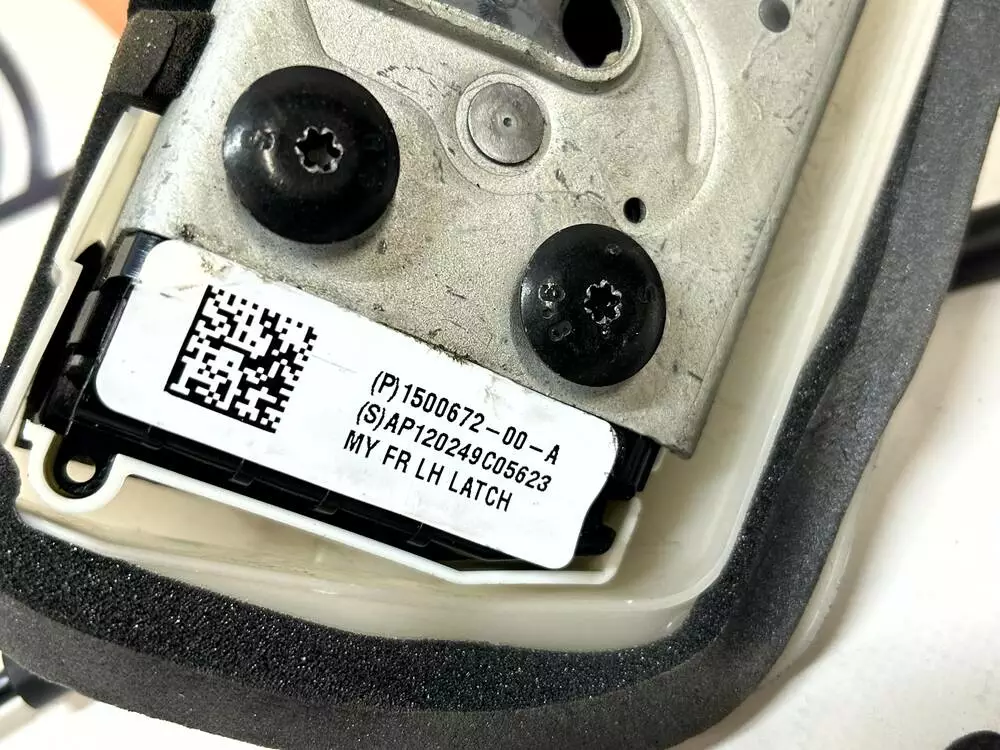 (P)1500672-00-A
(S)AP120249C05623
MY FR LH LATCH